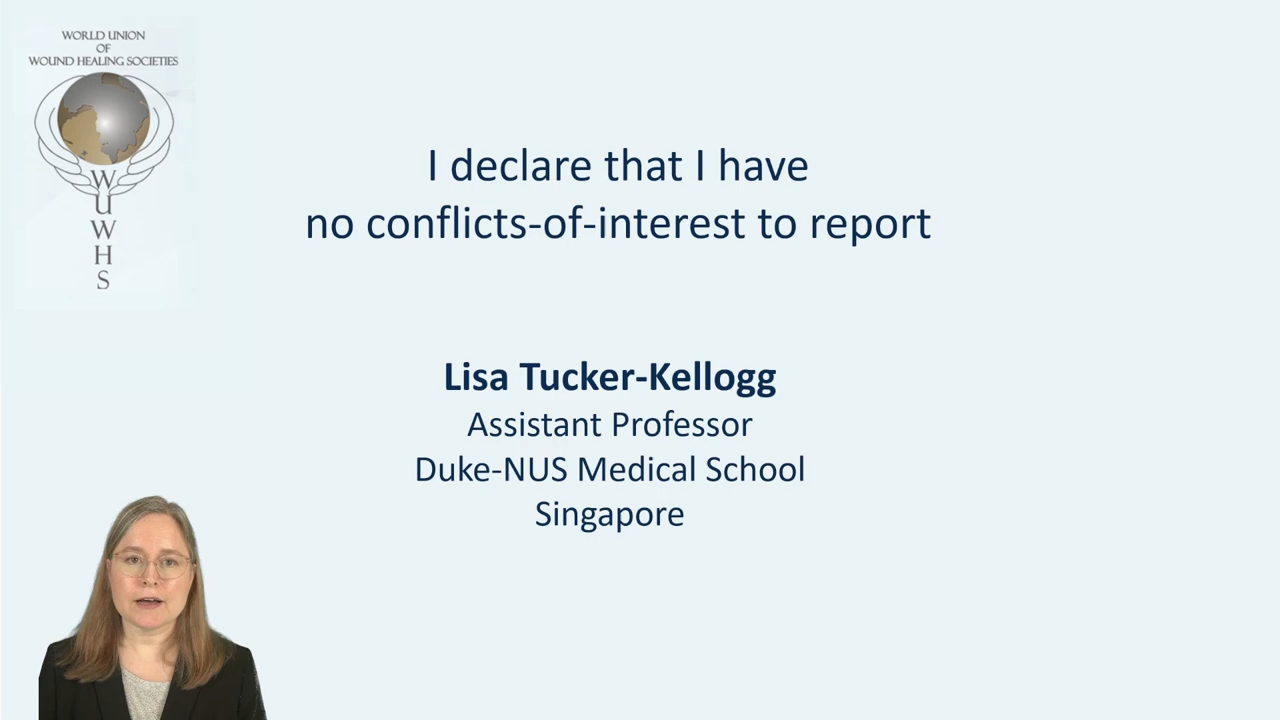 WORLD UNION
OF
WOUND HEALING SOCIETIES
W
U
W
H
S
I declare that I have
no conflicts-of-interest to report
Lisa Tucker-Kellogg
Assistant Professor
Duke-NUS Medical School
Singapore